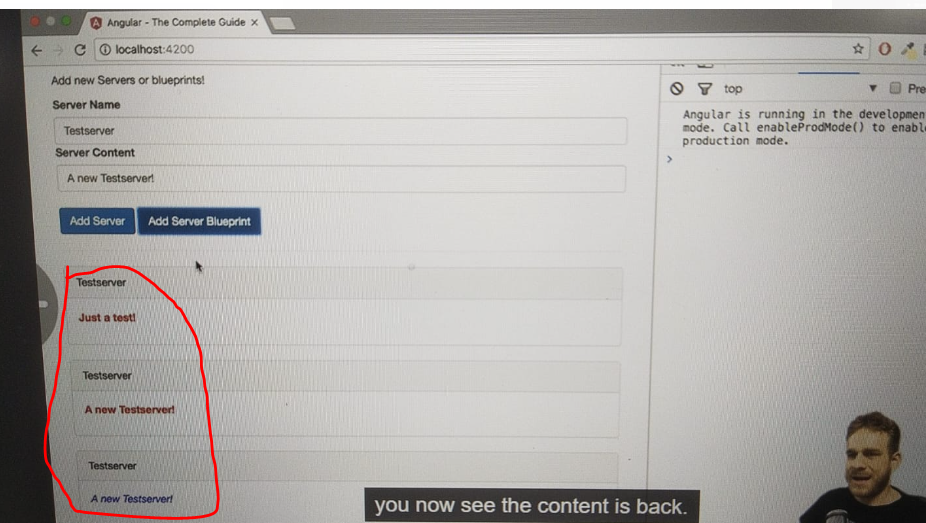 Angular - The Complete Guide
localhost:4200
Add new Servers or blueprints!
Server Name
Testserver
Server Content
A new Testserver!
Add Server Add Server Blueprint
Testserver
Just a test!
Testserver
A new Testserver!
Testserver
A new Testserver!
top
Pre
Angular is running in the developmen
mode. Call enableProdMode() to enabl
production mode.
you now see the content is back.